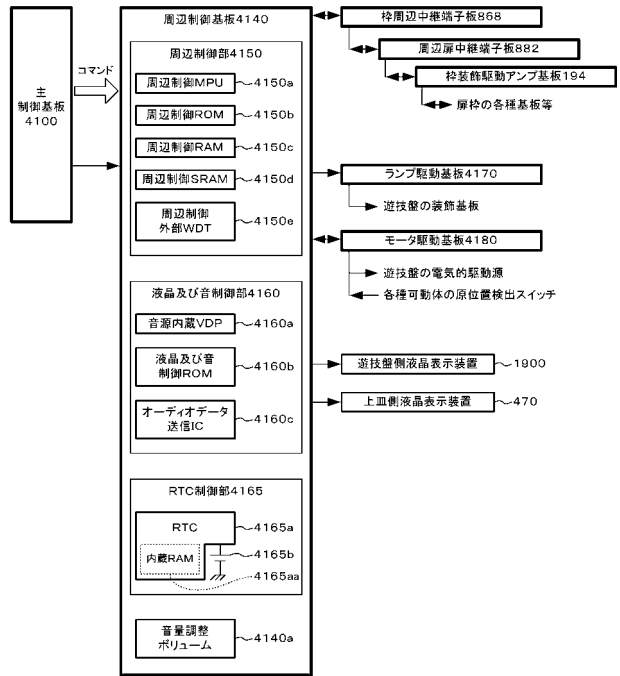 主
制御基板
4100
コマンド
周辺制御基板4140
周辺制御部4150
周辺制御MPU
4150a
周辺制御ROM
4150b
周辺制御RAM
4150c
周辺制御SRAM
4150d
周辺制御
外部WDT
4150e
液晶及び音制御部4160
音源内蔵VDP
4160a
液晶及び音
制御ROM
4160b
オーディオデータ
送信IC
4160c
RTC制御部4165
RTC
4165a
内蔵RAM
4165b
4165aa
音量調整
ボリューム
4140a
枠周辺中継端子板868
周辺扉中継端子板882
枠装飾駆動アンプ基板194
扉枠の各種基板等
ランプ駆動基板4170
遊技盤の装飾基板
モータ駆動基板4180
遊技盤の電気的駆動源
各種可動体の原位置検出スイッチ
遊技盤側液晶表示装置
1900
上皿側液晶表示装置
470